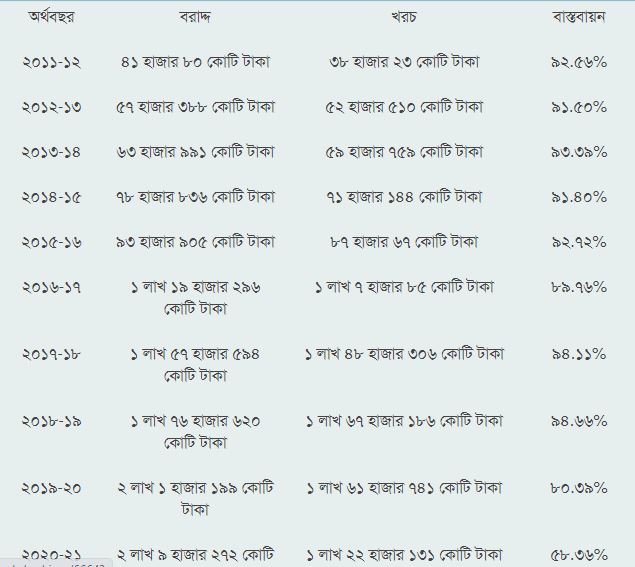 অর্থবছর বরাদ্দ খরচ বাস্তবায়ন
২০১১-১২ ৪১ হাজার ৮০ কোটি টাকা ৩৮ হাজার ২৩ কোটি টাকা ৯২.৫৬%
২০১২-১৩ ৫৭ হাজার ৩৮৮ কোটি টাকা ৫২ হাজার ৫১০ কোটি টাকা ৯১.৫০%
২০১৩-১৪ ৬৩ হাজার ৯৯১ কোটি টাকা ৫৯ হাজার ৭৫৯ কোটি টাকা ৯৩.৩৯%
২০১৪-১৫ ৭৮ হাজার ৮৩৬ কোটি টাকা ৭১ হাজার ১৪৪ কোটি টাকা ৯১.৪০%
২০১৫-১৬ ৯৩ হাজার ৯০৫ কোটি টাকা ৮৭ হাজার ৬৭ কোটি টাকা ৯২.৭২%
২০১৬-১৭ ১ লাখ ১৯ হাজার ২৯৬ ১ লাখ ৭ হাজার ৮৫ কোটি টাকা ৮৯.৭৬%
কোটি টাকা
২০১৭-১৮ ১ লাখ ৫৭ হাজার ৫৯৪ ১ লাখ ৪৮ হাজার ৩০৬ কোটি টাকা ৯৪.১১%
কোটি টাকা
২০১৮-১৯ ১ লাখ ৭৬ হাজার ৬২০ ১ লাখ ৬৭ হাজার ১৮৬ কোটি টাকা ৯৪.৬৬%
কোটি টাকা
২০১৯-২০ ২ লাখ ১ হাজার ১৯৯ কোটি ১ লাখ ৬১ হাজার ৭৪১ কোটি টাকা ৮০.৩৯%
টাকা
২০২০-২১ ২ লাখ ৯ হাজার ২৭২ কোটি ১ লাখ ২২ হাজার ১৩১ কোটি টাকা ৫৮.৩৬%